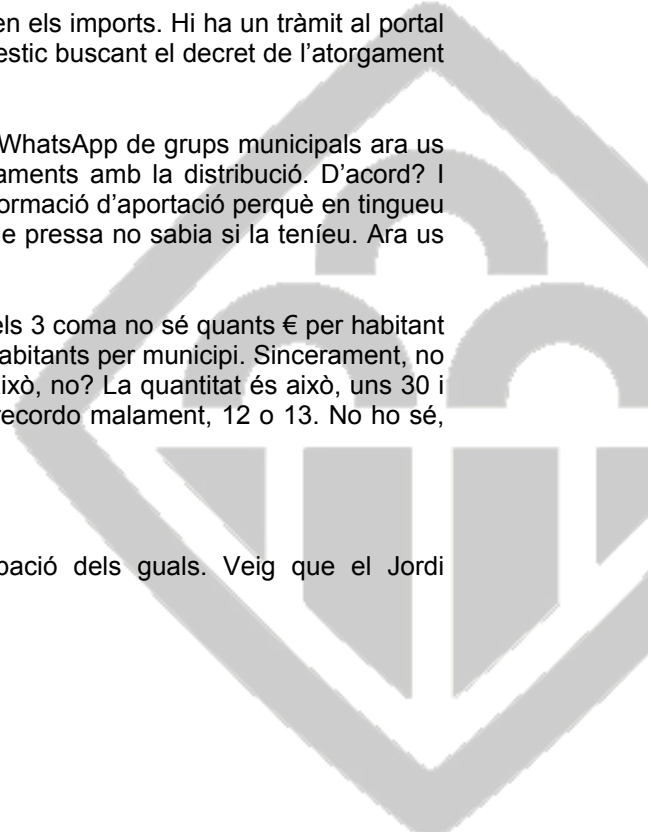 en els imports. Hi ha un tràmit al portal
estic buscant el decret de l’atorgament
WhatsApp de grups municipals ara us
aments amb la distribució. D’acord? I
ormació d’aportació perquè en tingueu
e pressa no sabia si la teníeu. Ara us
els 3 coma no sé quants € per habitant
abitants per municipi. Sincerament, no
ixò, no? La quantitat és això, uns 30 i
recordo malament, 12 o 13. No ho sé,
pació dels guals. Veig que el Jordi